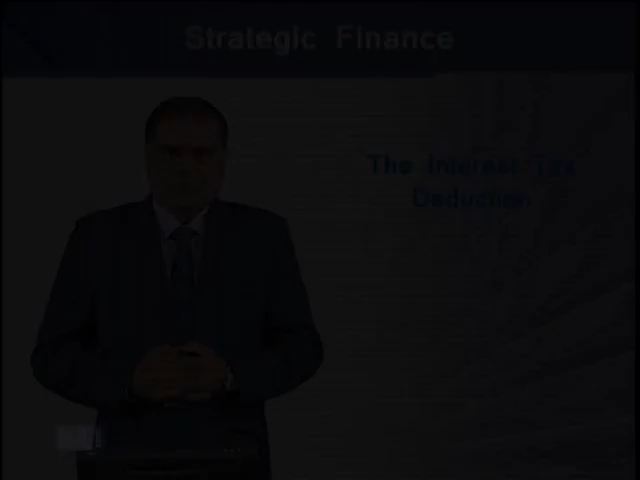 Strategic Finance
The Interest Tax
Deduction